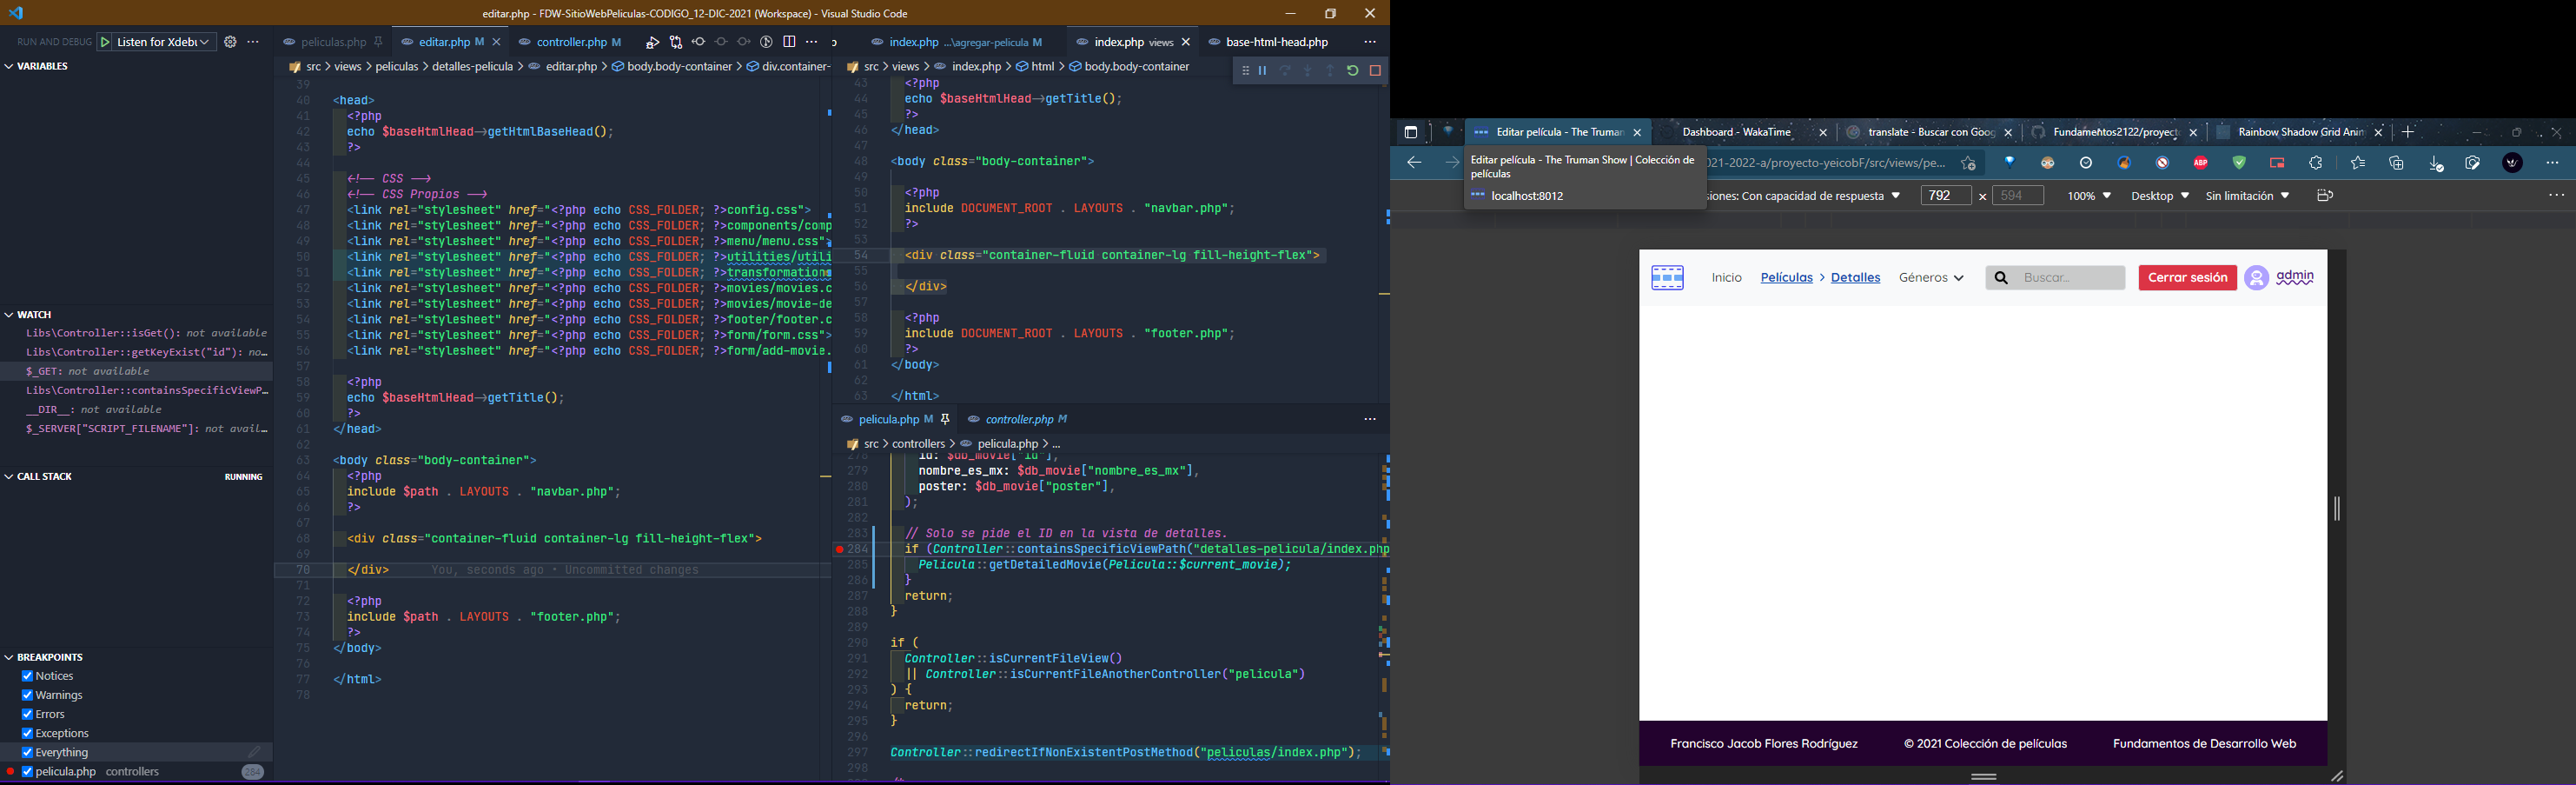 editar.php - FDW-SitioWebPeliculas-CODIGO_12-DIC-2021 (Workspace) - Visual Studio Code
RUN AND DEBUG Listen for Xdebu
VARIABLES
WATCH
Libs\Controller::isGet(): not available
Libs\Controller::getKeyExist("id"): no...
$_GET: not available
Libs\Controller::containsSpecificViewP...
__DIR__: not available
$_SERVER["SCRIPT_FILENAME"]: not avail...
CALL STACK RUNNING
BREAKPOINTS
Notices
Warnings
Errors
Exceptions
Everything
pelicula.php controllers 284
peliculas.php editar.php M controller.php M
src > views > peliculas > detalles-pelicula > editar.php > body.body-container > div.container-
39
40 <head>
41 <?php
42 echo $baseHtmlHead->getHtmlBaseHead();
43 ?>
44
45 <!-- CSS -->
46 <!-- CSS Propios -->
47 <link rel="stylesheet" href="<?php echo CSS_FOLDER; ?>config.css">
48 <link rel="stylesheet" href="<?php echo CSS_FOLDER; ?>components/comp
49 <link rel="stylesheet" href="<?php echo CSS_FOLDER; ?>menu/menu.css">
50 <link rel="stylesheet" href="<?php echo CSS_FOLDER; ?>utilities/utili
51 <link rel="stylesheet" href="<?php echo CSS_FOLDER; ?>transformations
52 <link rel="stylesheet" href="<?php echo CSS_FOLDER; ?>movies/movies.c
53 <link rel="stylesheet" href="<?php echo CSS_FOLDER; ?>movies/movie-de
54 <link rel="stylesheet" href="<?php echo CSS_FOLDER; ?>footer/footer.c
55 <link rel="stylesheet" href="<?php echo CSS_FOLDER; ?>form/form.css">
56 <link rel="stylesheet" href="<?php echo CSS_FOLDER; ?>form/add-movie.
57
58 <?php
59 echo $baseHtmlHead->getTitle();
60 ?>
61 </head>
62
63 <body class="body-container">
64 <?php
65 include $path . LAYOUTS . "navbar.php";
66 ?>
67
68 <div class="container-fluid container-lg fill-height-flex">
69
70 </div> You, seconds ago • Uncommitted changes
71
72 <?php
73 include $path . LAYOUTS . "footer.php";
74 ?>
75 </body>
76
77 </html>
78
index.php ...\agregar-pelicula M index.php views base-html-head.php
src > views > index.php > html > body.body-container
43 <?php
44 echo $baseHtmlHead->getTitle();
45 ?>
46 </head>
47
48 <body class="body-container">
49
50 <?php
51 include DOCUMENT_ROOT . LAYOUTS . "navbar.php";
52 ?>
53
54 <div class="container-fluid container-lg fill-height-flex">
55
56 </div>
57
58 <?php
59 include DOCUMENT_ROOT . LAYOUTS . "footer.php";
60 ?>
61 </body>
62
63 </html>
pelicula.php M controller.php M
src > controllers > pelicula.php > ...
278 id: $db_movie["id"],
279 nombre_es_mx: $db_movie["nombre_es_mx"],
280 poster: $db_movie["poster"],
281 );
282
283 // Solo se pide el ID en la vista de detalles.
284 if (Controller::containsSpecificViewPath("detalles-pelicula/index.php
285 Pelicula::getDetailedMovie(Pelicula::$current_movie);
286 }
287 return;
288 }
289
290 if (
291 Controller::isCurrentFileView()
292 || Controller::isCurrentFileAnotherController("pelicula")
293 ) {
294 return;
295 }
296
297 Controller::redirectIfNonExistentPostMethod("peliculas/index.php");
298
Editar película - The Truman Dashboard - WakaTime translate - Buscar con Goog Fundamentos2122/proyect Rainbow Shadow Grid Anim
Editar película - The Truman Show | Colección de películas
localhost:8012
021-2022-a/proyecto-yeicobF/src/views/pe...
ABP
siones: Con capacidad de respuesta 792 x 594 100% Desktop Sin limitación
Inicio Películas > Detalles Géneros Buscar... Cerrar sesión admin
Francisco Jacob Flores Rodríguez © 2021 Colección de películas Fundamentos de Desarrollo Web